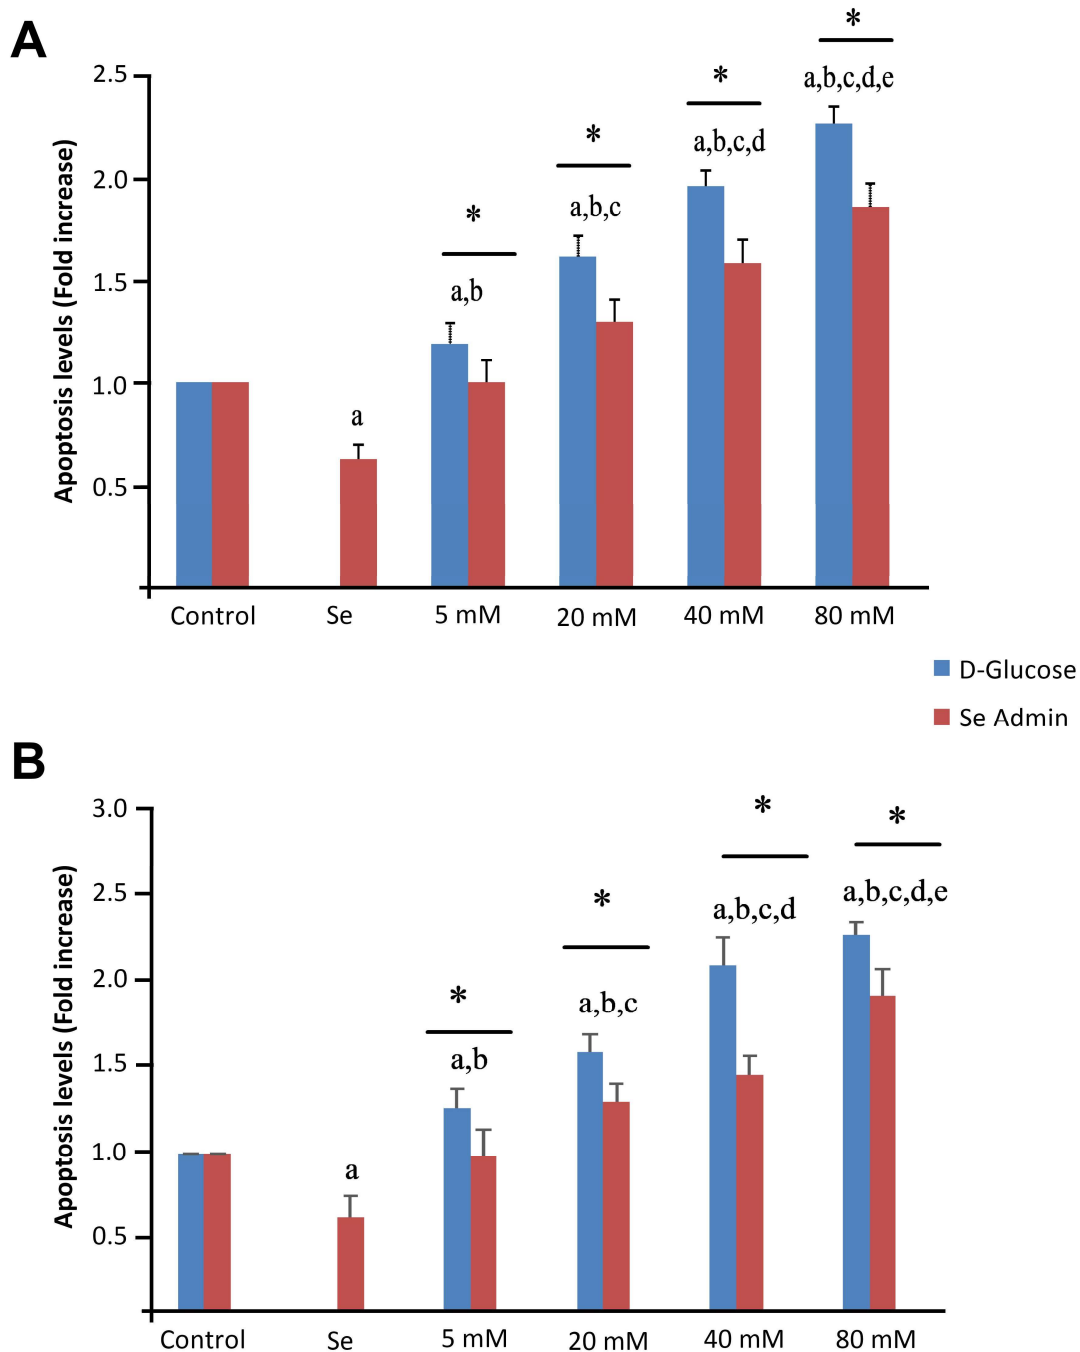 A
*
2.5
a,b,c,d,e
*
a,b,c,d
2.0
*
a,b,c
*
a,b
1.5
1.0
a
0.5
Apoptosis levels (Fold increase)
Control Se 5 mM 20 mM 40 mM 80 mM
D-Glucose
Se Admin
B
3.0
*
*
2.5
a,b,c,d
a,b,c,d,e
*
2.0
a,b,c
*
a,b
1.5
1.0
a
0.5
Apoptosis levels (Fold increase)
Control Se 5 mM 20 mM 40 mM 80 mM